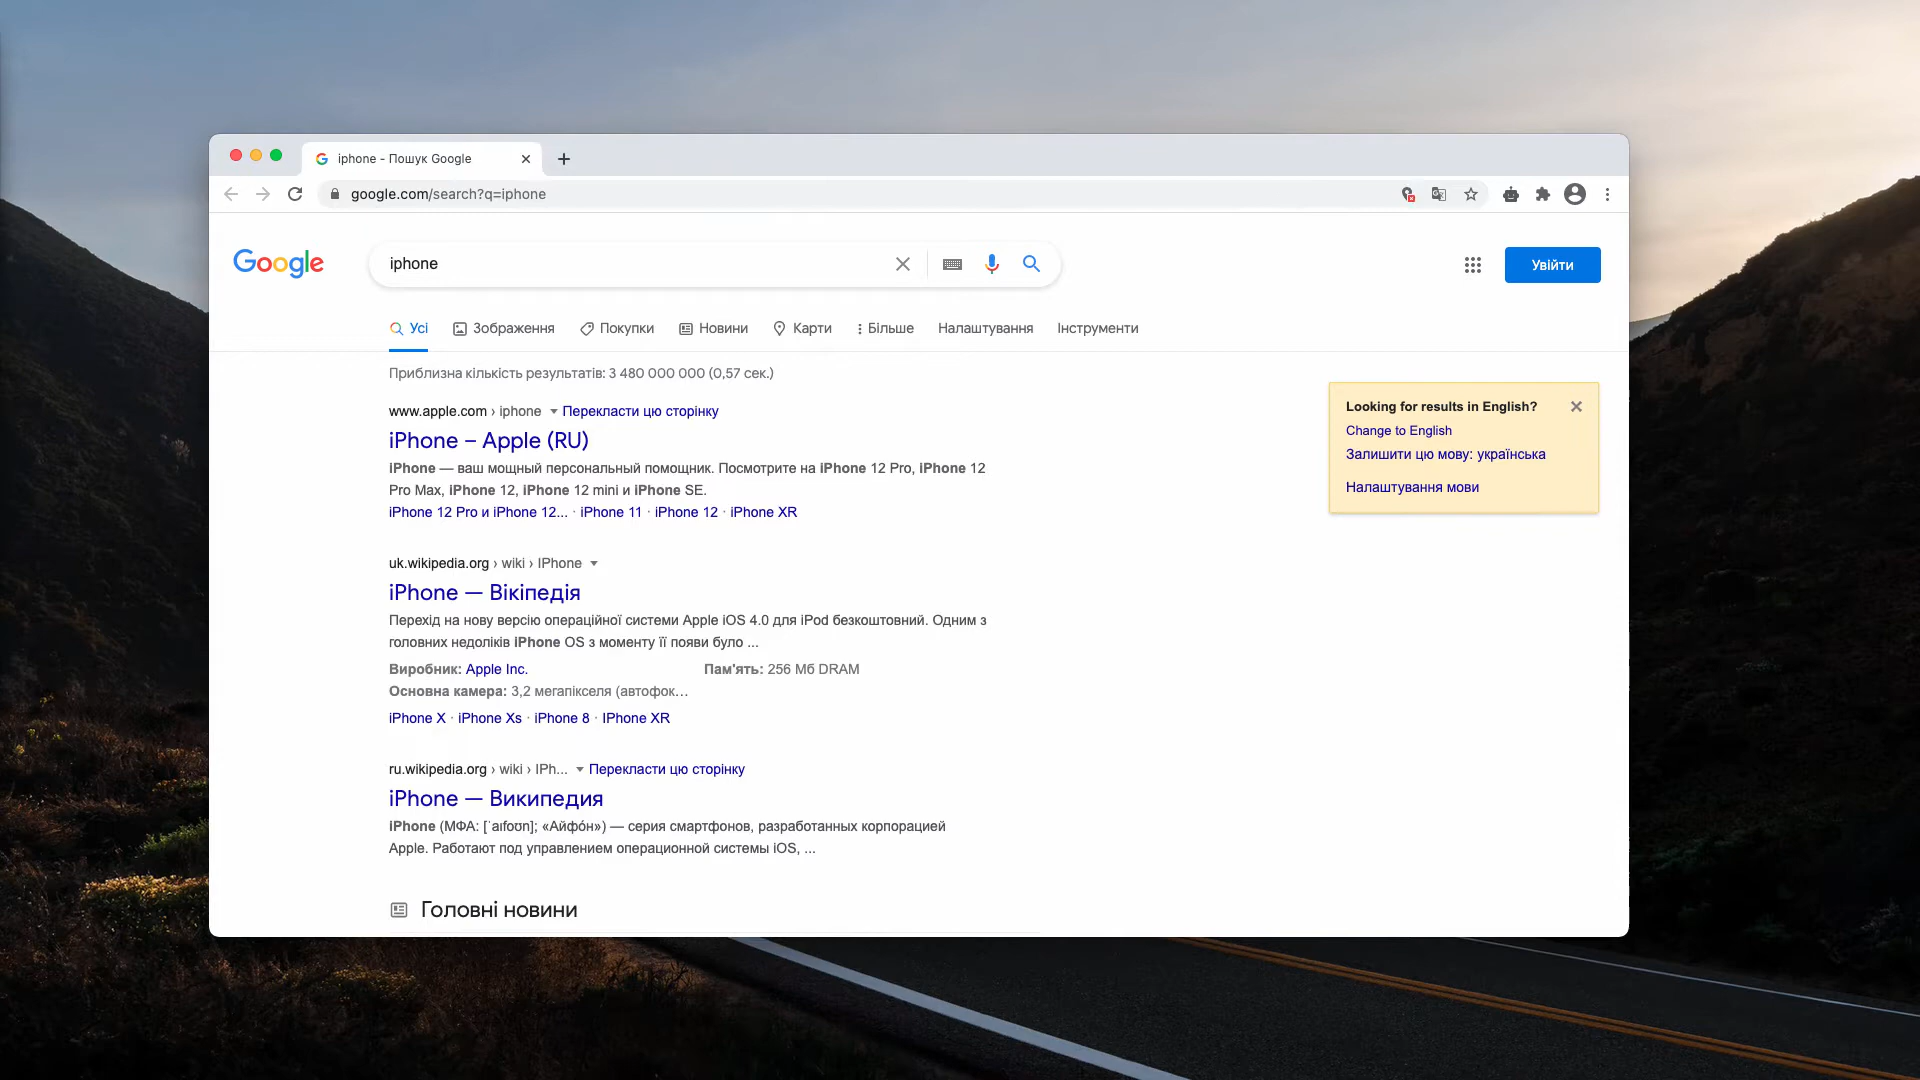 iphone - Пошук Google
google.com/search?q=iphone
Google
iphone
Увійти
Усі Зображення Покупки Новини Карти Більше Налаштування Інструменти
Приблизна кількість результатів: 3 480 000 000 (0,57 сек.)
www.apple.com › iphone Перекласти цю сторінку
iPhone – Apple (RU)
iPhone — ваш мощный персональный помощник. Посмотрите на iPhone 12 Pro, iPhone 12
Pro Max, iPhone 12, iPhone 12 mini и iPhone SE.
iPhone 12 Pro и iPhone 12... · iPhone 11 · iPhone 12 · iPhone XR
uk.wikipedia.org › wiki › IPhone
iPhone — Вікіпедія
Перехід на нову версію операційної системи Apple iOS 4.0 для iPod безкоштовний. Одним з
головних недоліків iPhone OS з моменту її появи було ...
Виробник: Apple Inc. Пам'ять: 256 Мб DRAM
Основна камера: 3,2 мегапікселя (автофок...
iPhone X · iPhone Xs · iPhone 8 · IPhone XR
ru.wikipedia.org › wiki › IPh... Перекласти цю сторінку
iPhone — Википедия
iPhone (МФА: [ˈaɪfoʊn]; «Айфо́н») — серия смартфонов, разработанных корпорацией
Apple. Работают под управлением операционной системы iOS, ...
Головні новини
Looking for results in English?
Change to English
Залишити цю мову: українська
Налаштування мови